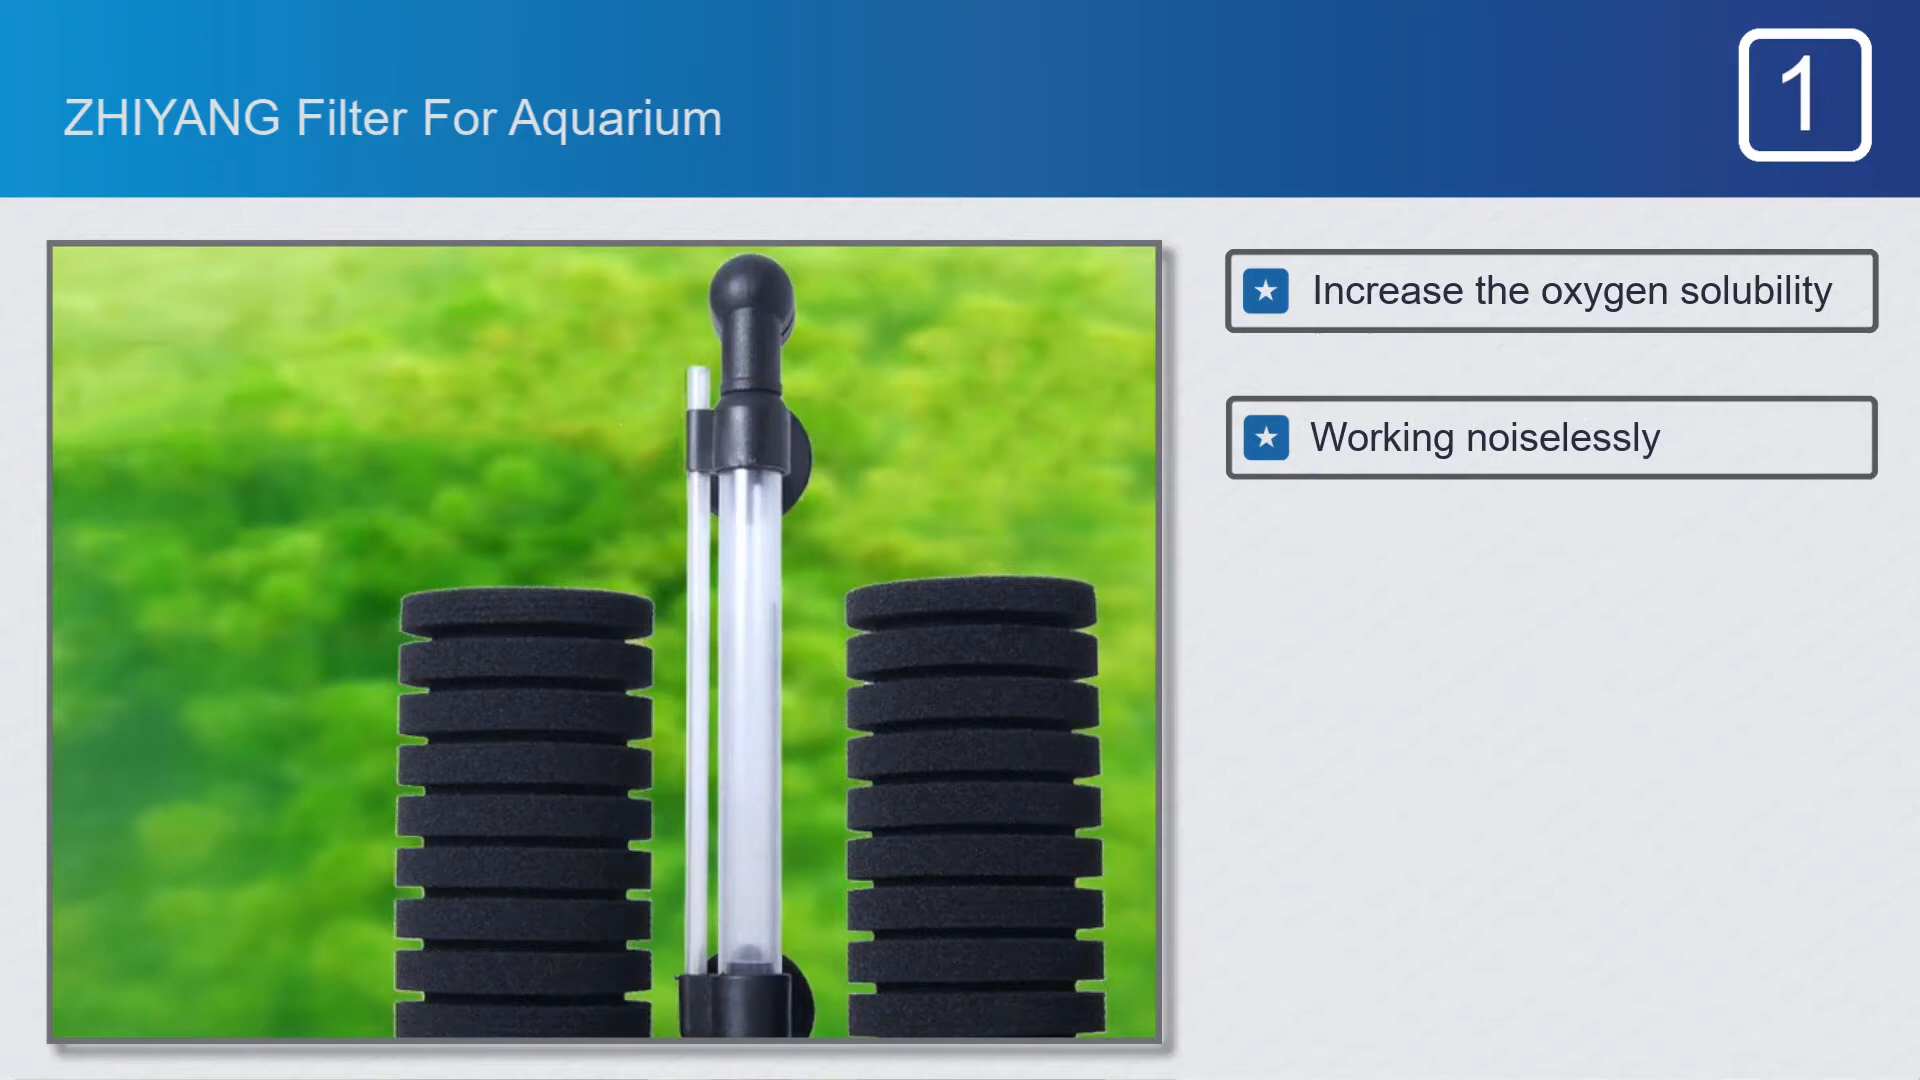 ZHIYANG Filter For Aquarium
1
Increase the oxygen solubility
Working noiselessly